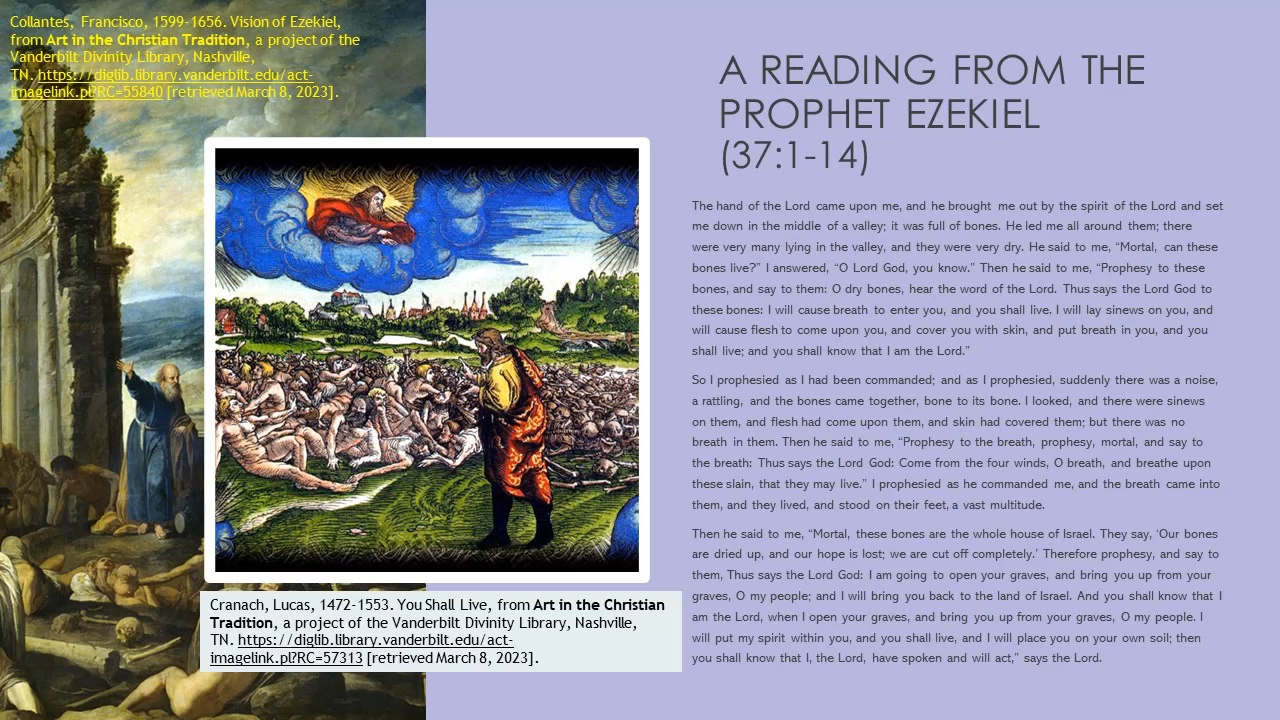 Collantes, Francisco, 1599-1656. Vision of Ezekiel,
from Art in the Christian Tradition, a project of the
Vanderbilt Divinity Library, Nashville,
TN. https://diglib.library.vanderbilt.edu/act-
imagelink.pl?RC=55840 [retrieved March 8, 2023].
Cranach, Lucas, 1472-1553. You Shall Live, from Art in the Christian
Tradition, a project of the Vanderbilt Divinity Library, Nashville,
TN. https://diglib.library.vanderbilt.edu/act-
imagelink.pl?RC=57313 [retrieved March 8, 2023].
A READING FROM THE
PROPHET EZEKIEL
(37:1-14)
The hand of the Lord came upon me, and he brought me out by the spirit of the Lord and set
me down in the middle of a valley; it was full of bones. He led me all around them; there
were very many lying in the valley, and they were very dry. He said to me, “Mortal, can these
bones live?” I answered, “O Lord God, you know.” Then he said to me, “Prophesy to these
bones, and say to them: O dry bones, hear the word of the Lord. Thus says the Lord God to
these bones: I will cause breath to enter you, and you shall live. I will lay sinews on you, and
will cause flesh to come upon you, and cover you with skin, and put breath in you, and you
shall live; and you shall know that I am the Lord.”
So I prophesied as I had been commanded; and as I prophesied, suddenly there was a noise,
a rattling, and the bones came together, bone to its bone. I looked, and there were sinews
on them, and flesh had come upon them, and skin had covered them; but there was no
breath in them. Then he said to me, “Prophesy to the breath, prophesy, mortal, and say to
the breath: Thus says the Lord God: Come from the four winds, O breath, and breathe upon
these slain, that they may live.” I prophesied as he commanded me, and the breath came into
them, and they lived, and stood on their feet, a vast multitude.
Then he said to me, “Mortal, these bones are the whole house of Israel. They say, ‘Our bones
are dried up, and our hope is lost; we are cut off completely.’ Therefore prophesy, and say to
them, Thus says the Lord God: I am going to open your graves, and bring you up from your
graves, O my people; and I will bring you back to the land of Israel. And you shall know that I
am the Lord, when I open your graves, and bring you up from your graves, O my people. I
will put my spirit within you, and you shall live, and I will place you on your own soil; then
you shall know that I, the Lord, have spoken and will act,” says the Lord.